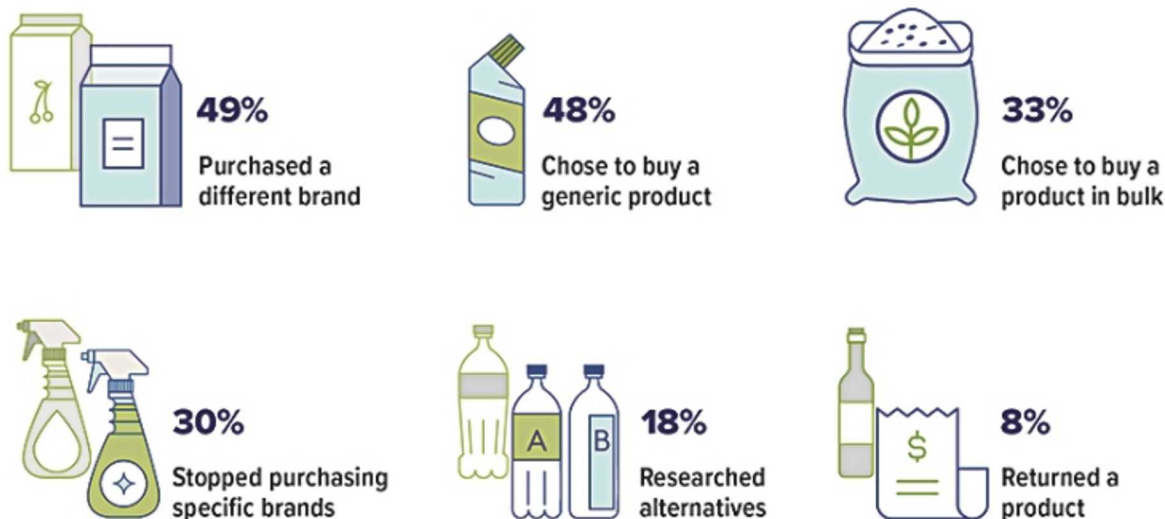 49%
Purchased a
different brand
48%
Chose to buy a
generic product
33%
Chose to buy a
product in bulk
30%
Stopped purchasing
specific brands
A
B
18%
Researched
alternatives
$
8%
Returned a
product